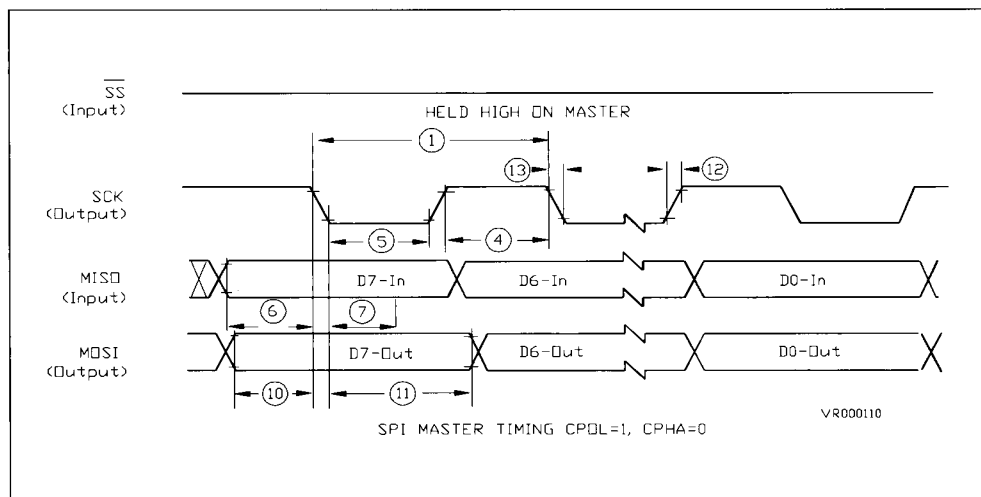 SS
(Input)
HELD HIGH ON MASTER
1
13
12
SCK
(Output)
5
4
MISO
(Input)
D7-In
D6-In
D0-In
6
7
MOSI
(Output)
D7-Out
D6-Out
D0-Out
10
11
VR000110
SPI MASTER TIMING CPOL=1, CPHA=0